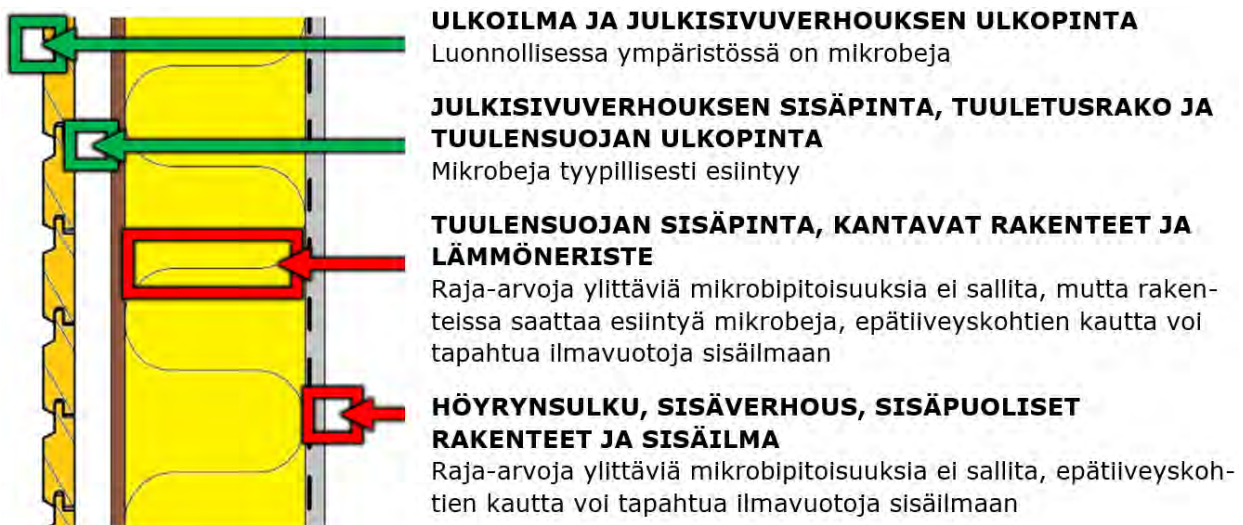 ULKOILMA JA JULKISIVUVERHOUKSEN ULKOPINTA
Luonnollisessa ympäristössä on mikrobeja
JULKISIVUVERHOUKSEN SISÄPINTA, TUULETUSRAKO JA
TUULENSUOJAN ULKOPINTA
Mikrobeja tyypillisesti esiintyy
TUULENSUOJAN SISÄPINTA, KANTAVAT RAKENTEET JA
LÄMMÖNERISTE
Raja-arvoja ylittäviä mikrobipitoisuuksia ei sallita, mutta raken-
teissa saattaa esiintyä mikrobeja, epätiiveyskohtien kautta voi
tapahtua ilmavuotoja sisäilmaan
HÖYRYNSULKU, SISÄVERHOUS, SISÄPUOLISET
RAKENTEET JA SISÄILMA
Raja-arvoja ylittäviä mikrobipitoisuuksia ei sallita, epätiiveyskoh-
tien kautta voi tapahtua ilmavuotoja sisäilmaan